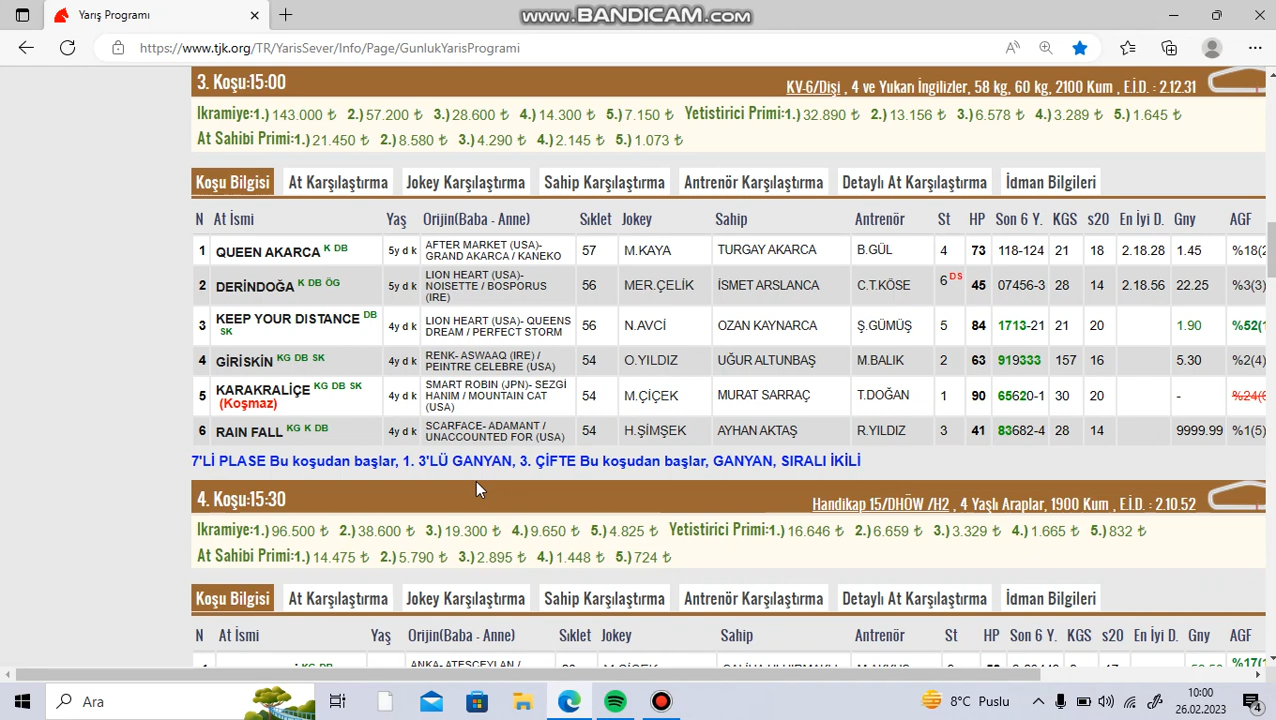 Yarış Programı
www.BANDICAM.com
https://www.tjk.org/TR/YarisSever/Info/Page/GunlukYarisProgrami
3. Koşu:15:00 KV-6/Dişi , 4 ve Yukarı İngilizler, 58 kg, 60 kg, 2100 Kum , E.İ.D. : 2.12.31
Ikramiye:1.) 143.000 ₺ 2.) 57.200 ₺ 3.) 28.600 ₺ 4.) 14.300 ₺ 5.) 7.150 ₺ Yetistirici Primi:1.) 32.890 ₺ 2.) 13.156 ₺ 3.) 6.578 ₺ 4.) 3.289 ₺ 5.) 1.645 ₺
At Sahibi Primi:1.) 21.450 ₺ 2.) 8.580 ₺ 3.) 4.290 ₺ 4.) 2.145 ₺ 5.) 1.073 ₺
Koşu Bilgisi At Karşılaştırma Jokey Karşılaştırma Sahip Karşılaştırma Antrenör Karşılaştırma Detaylı At Karşılaştırma İdman Bilgileri
N At İsmi Yaş Orijin(Baba - Anne) Sıklet Jokey Sahip Antrenör St HP Son 6 Y. KGS s20 En İyi D. Gny AGF
1 QUEEN AKARCA K DB 5y d k AFTER MARKET (USA)- GRAND AKARCA / KANEKO 57 M.KAYA TURGAY AKARCA B.GÜL 4 73 118-124 21 18 2.18.28 1.45 %18(2
2 DERİNDOĞA K DB ÖG 5y d k LION HEART (USA)- NOISETTE / BOSPORUS (IRE) 56 MER.ÇELİK İSMET ARSLANCA C.T.KÖSE 6 DS 45 07456-3 28 14 2.18.56 22.25 %3(3)
3 KEEP YOUR DISTANCE DB SK 4y d k LION HEART (USA)- QUEENS DREAM / PERFECT STORM 56 N.AVCİ OZAN KAYNARCA Ş.GÜMÜŞ 5 84 1713-21 21 20 1.90 %52(1
4 GİRİSKİN KG DB SK 4y d k RENK- ASWAAQ (IRE) / PEINTRE CELEBRE (USA) 54 O.YILDIZ UĞUR ALTUNBAŞ M.BALIK 2 63 919333 157 16 5.30 %2(4)
5 KARAKRALİÇE KG DB SK (Koşmaz) 4y d k SMART ROBIN (JPN)- SEZGİ HANIM / MOUNTAIN CAT (USA) 54 M.ÇİÇEK MURAT SARRAÇ T.DOĞAN 1 90 65620-1 30 20 - %24(6
6 RAIN FALL KG K DB 4y d k SCARFACE- ADAMANT / UNACCOUNTED FOR (USA) 54 H.ŞİMŞEK AYHAN AKTAŞ R.YILDIZ 3 41 83682-4 28 14 9999.99 %1(5)
7'Lİ PLASE Bu koşudan başlar, 1. 3'LÜ GANYAN, 3. ÇİFTE Bu koşudan başlar, GANYAN, SIRALI İKİLİ
4. Koşu:15:30 Handikap 15/DHÖW /H2 , 4 Yaşlı Araplar, 1900 Kum , E.İ.D. : 2.10.52
Ikramiye:1.) 96.500 ₺ 2.) 38.600 ₺ 3.) 19.300 ₺ 4.) 9.650 ₺ 5.) 4.825 ₺ Yetistirici Primi:1.) 16.646 ₺ 2.) 6.659 ₺ 3.) 3.329 ₺ 4.) 1.665 ₺ 5.) 832 ₺
At Sahibi Primi:1.) 14.475 ₺ 2.) 5.790 ₺ 3.) 2.895 ₺ 4.) 1.448 ₺ 5.) 724 ₺
Koşu Bilgisi At Karşılaştırma Jokey Karşılaştırma Sahip Karşılaştırma Antrenör Karşılaştırma Detaylı At Karşılaştırma İdman Bilgileri
N At İsmi Yaş Orijin(Baba - Anne) Sıklet Jokey Sahip Antrenör St HP Son 6 Y. KGS s20 En İyi D. Gny AGF
Ara
8°C Puslu
10:00
26.02.2023
4